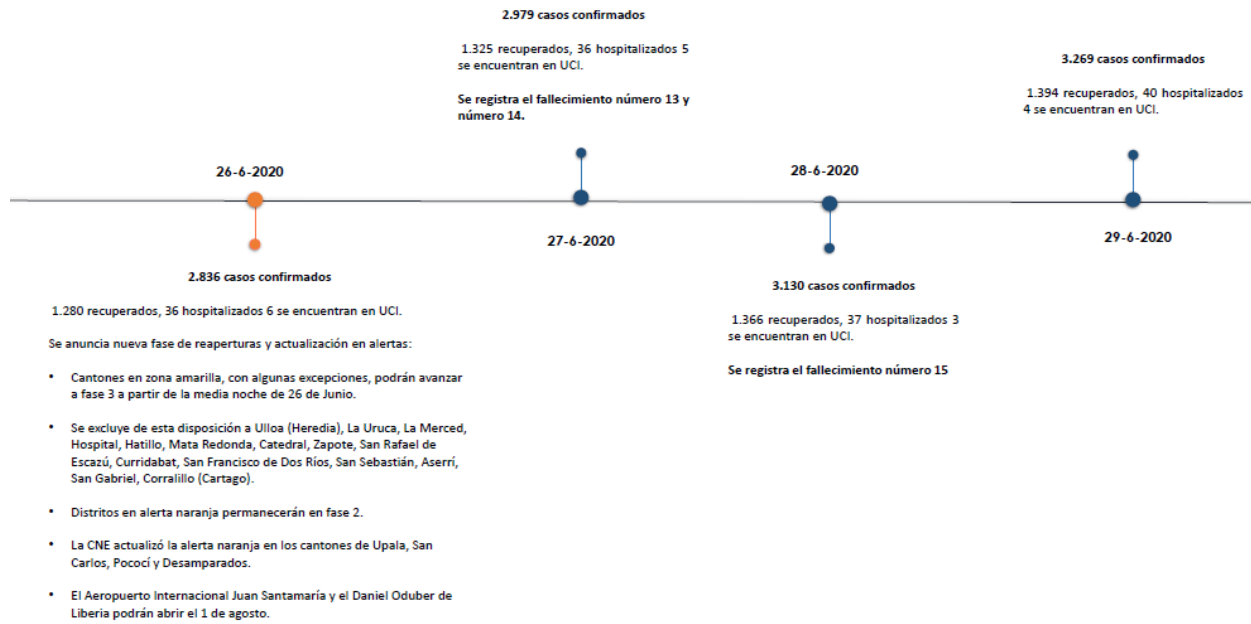 2.979 casos confirmados
1.325 recuperados, 36 hospitalizados 5
se encuentran en UCI.
Se registra el fallecimiento número 13 y
número 14.
3.269 casos confirmados
1.394 recuperados, 40 hospitalizados
4 se encuentran en UCI.
26-6-2020
28-6-2020
27-6-2020
29-6-2020
2.836 casos confirmados
1.280 recuperados, 36 hospitalizados 6 se encuentran en UCI.
Se anuncia nueva fase de reaperturas y actualización en alertas:
• Cantones en zona amarilla, con algunas excepciones, podrán avanzar
a fase 3 a partir de la media noche de 26 de Junio.
• Se excluye de esta disposición a Ulloa (Heredia), La Uruca, La Merced,
Hospital, Hatillo, Mata Redonda, Catedral, Zapote, San Rafael de
Escazú, Curridabat, San Francisco de Dos Ríos, San Sebastián, Aserrí,
San Gabriel, Corralillo (Cartago).
• Distritos en alerta naranja permanecerán en fase 2.
• La CNE actualizó la alerta naranja en los cantones de Upala, San
Carlos, Pococí y Desamparados.
• El Aeropuerto Internacional Juan Santamaría y el Daniel Oduber de
Liberia podrán abrir el 1 de agosto.
3.130 casos confirmados
1.366 recuperados, 37 hospitalizados 3
se encuentran en UCI.
Se registra el fallecimiento número 15